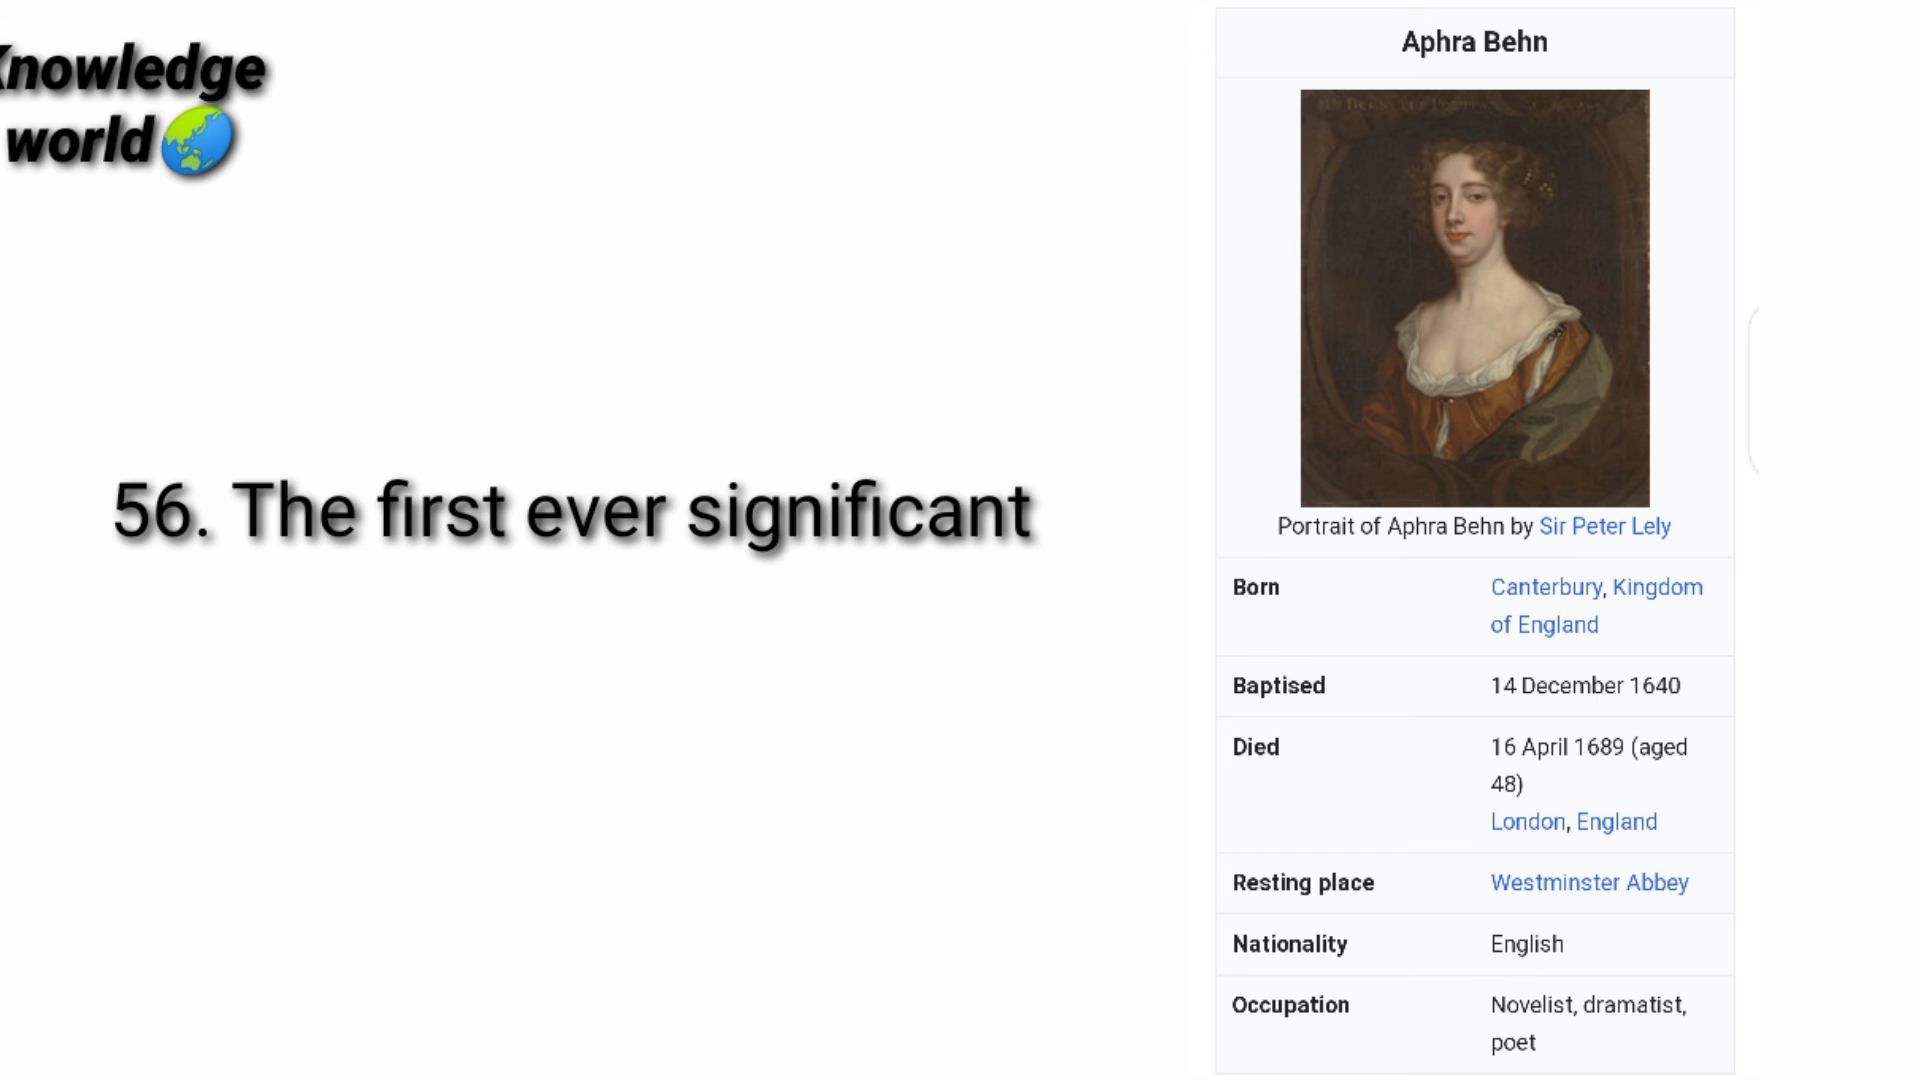 Knowledge
world
56. The first ever significant
Aphra Behn
Portrait of Aphra Behn by Sir Peter Lely
Born
Canterbury, Kingdom
of England
Baptised
14 December 1640
Died
16 April 1689 (aged
48)
London, England
Resting place
Westminster Abbey
Nationality
English
Occupation
Novelist, dramatist,
poet